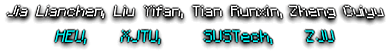 Jia Lianchen, Liu Yifan, Tian Runxin, Zheng Cuiyu
HEU, XJTU, SUSTech, ZJU